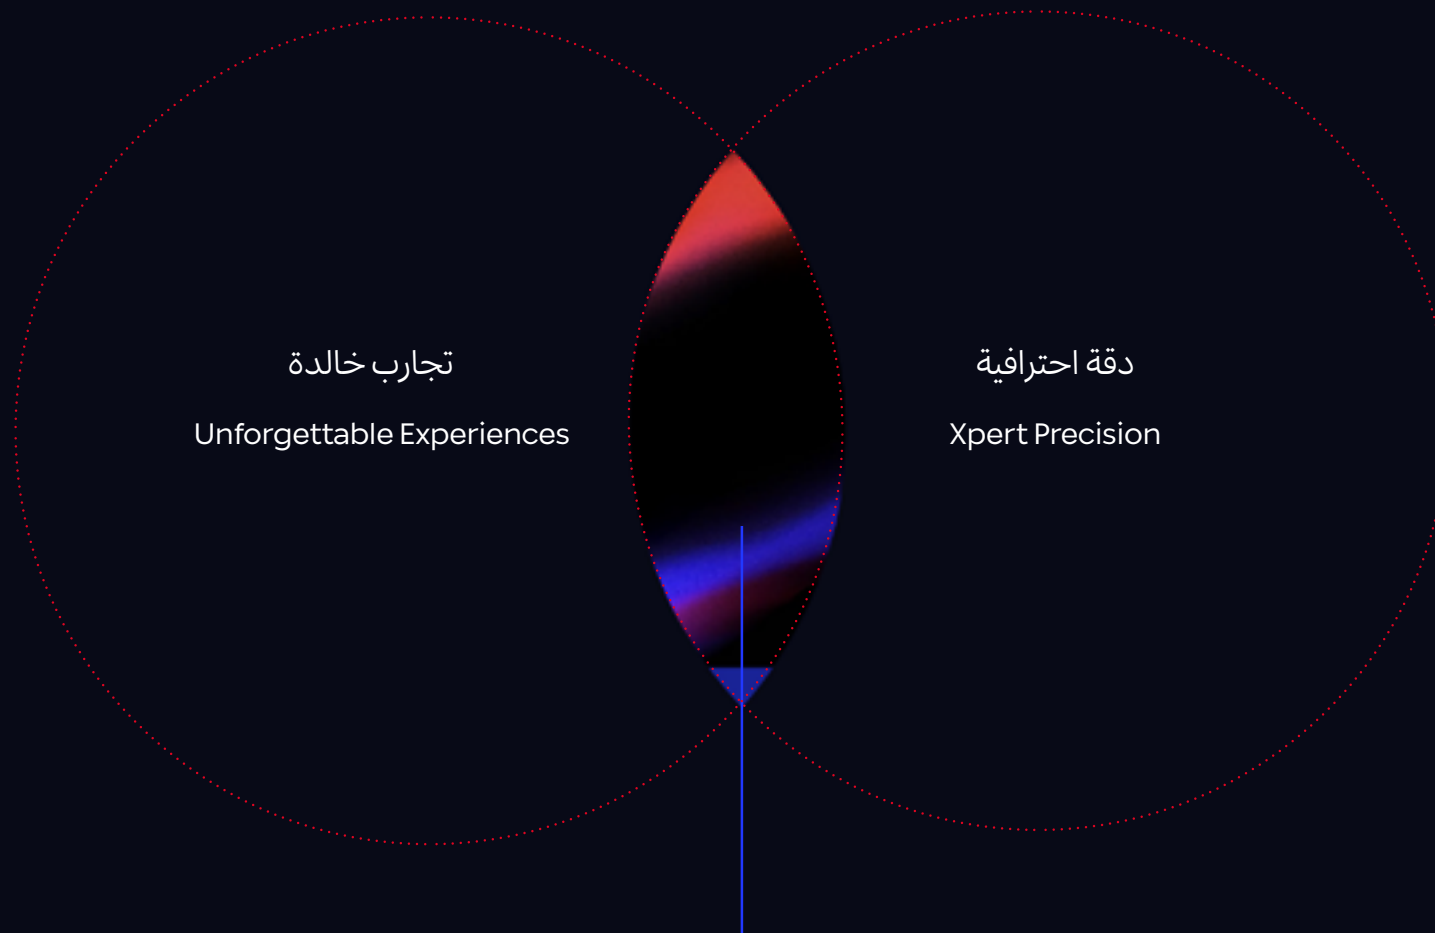 تجارب خالدة
Unforgettable Experiences
دقة احترافية
Xpert Precision